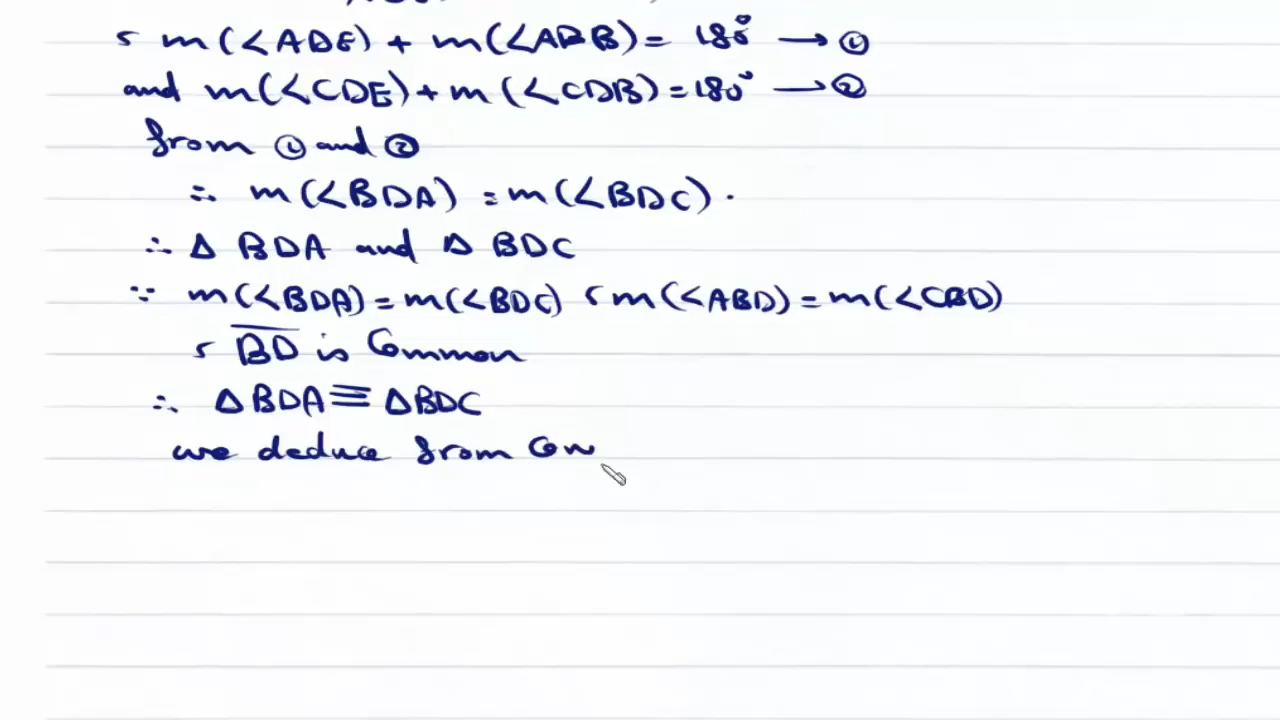 ، m(∠ADE) + m(∠ADB) = 180° → ①
and m(∠CDE) + m(∠CDB) = 180° → ②
from ① and ②
∴ m(∠BDA) = m(∠BDC).
∴ Δ BDA and Δ BDC
∵ m(∠BDA) = m(∠BDC) ، m(∠ABD) = m(∠CBD)
، B̅D̅ is Common
∴ ΔBDA ≡ ΔBDC
we deduce from Con